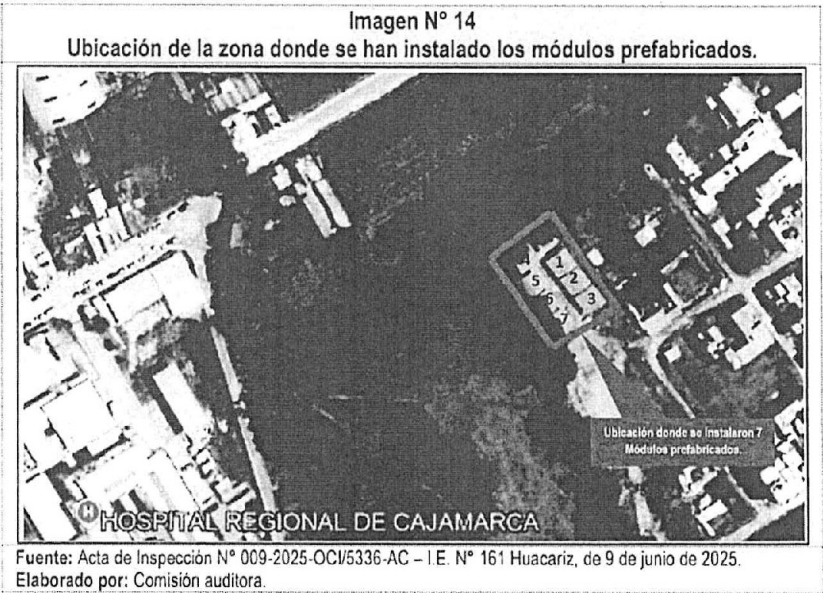 Imagen N° 14
Ubicación de la zona donde se han instalado los módulos prefabricados.
1
2
5
3
6
7
Ubicación donde se instalaron 7
Módulos prefabricados.
H HOSPITAL REGIONAL DE CAJAMARCA
Fuente: Acta de Inspección N° 009-2025-OCI/5336-AC – I.E. N° 161 Huacariz, de 9 de junio de 2025.
Elaborado por: Comisión auditora.